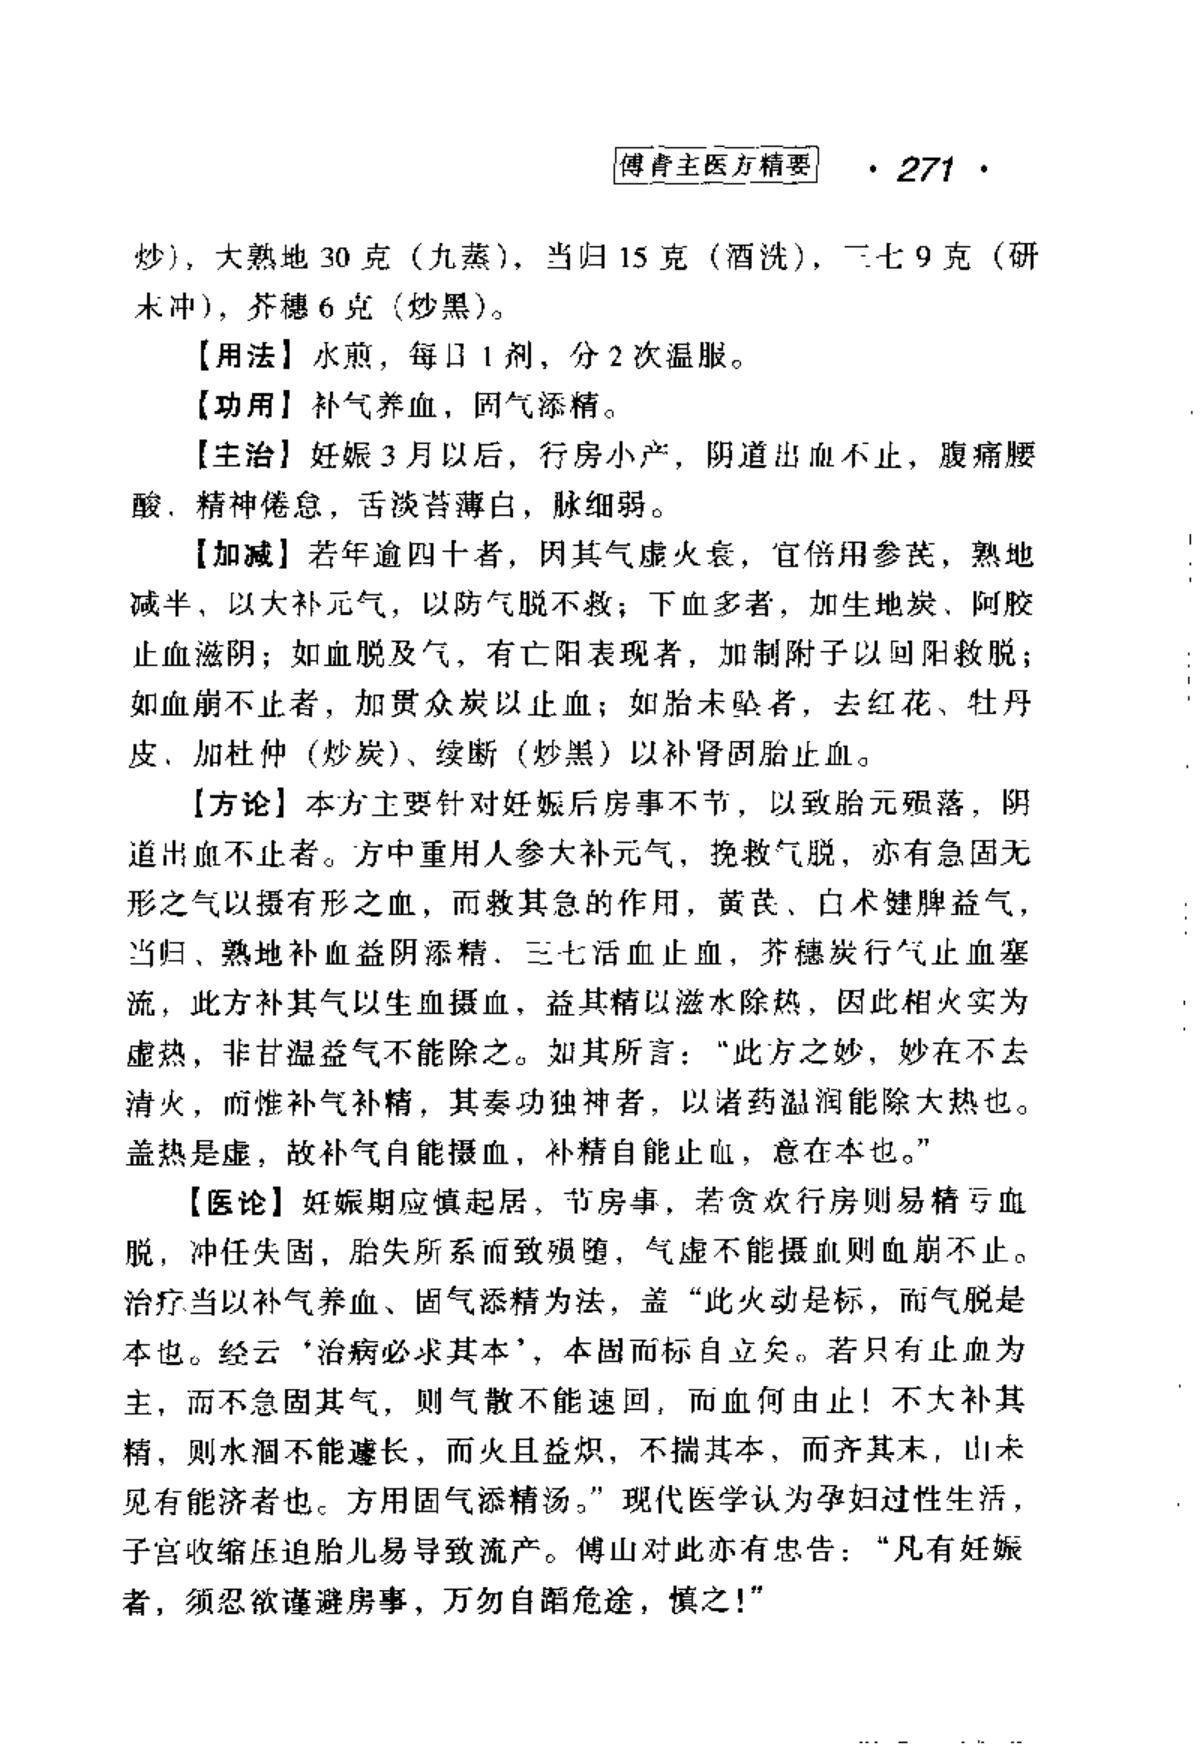 傅青主医方精要 · 271 ·
炒），大熟地 30 克（九蒸），当归 15 克（酒洗），三七 9 克（研
末冲），芥穗 6 克（炒黑）。
【用法】水煎，每日 1 剂，分 2 次温服。
【功用】补气养血，固气添精。
【主治】妊娠 3 月以后，行房小产，阴道出血不止，腹痛腰
酸、精神倦怠，舌淡苔薄白，脉细弱。
【加减】若年逾四十者，因其气虚火衰，宜倍用参芪，熟地
减半、以大补元气，以防气脱不救；下血多者，加生地炭、阿胶
止血滋阴；如血脱及气，有亡阳表现者，加制附子以回阳救脱；
如血崩不止者，加贯众炭以止血；如胎未坠者，去红花、牡丹
皮、加杜仲（炒炭）、续断（炒黑）以补肾固胎止血。
【方论】本方主要针对妊娠后房事不节，以致胎元殒落，阴
道出血不止者。方中重用人参大补元气，挽救气脱，亦有急固无
形之气以摄有形之血，而救其急的作用，黄芪、白术健脾益气，
当归、熟地补血益阴添精、三七活血止血，芥穗炭行气止血塞
流，此方补其气以生血摄血，益其精以滋水除热，因此相火实为
虚热，非甘温益气不能除之。如其所言：“此方之妙，妙在不去
清火，而惟补气补精，其奏功独神者，以诸药温润能除大热也。
盖热是虚，故补气自能摄血，补精自能止血，意在本也。”
【医论】妊娠期应慎起居、节房事，若贪欢行房则易精亏血
脱，冲任失固，胎失所系而致殒堕，气虚不能摄血则血崩不止。
治疗当以补气养血、固气添精为法，盖“此火动是标，而气脱是
本也。经云‘治病必求其本’，本固而标自立矣。若只有止血为
主，而不急固其气，则气散不能速回，而血何由止！不大补其
精，则水涸不能遽长，而火且益炽，不揣其本、而齐其末，山未
见有能济者也。方用固气添精汤。”现代医学认为孕妇过性生活，
子宫收缩压迫胎儿易导致流产。傅山对此亦有忠告：“凡有妊娠
者，须忍欲谨避房事，万勿自蹈危途，慎之！”